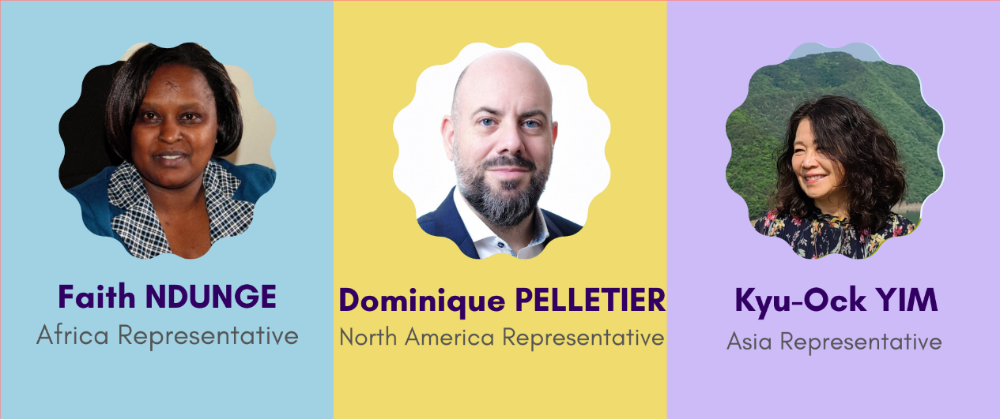 Faith NDUNGE
Africa Representative
Dominique PELLETIER
North America Representative
Kyu-Ock YIM
Asia Representative